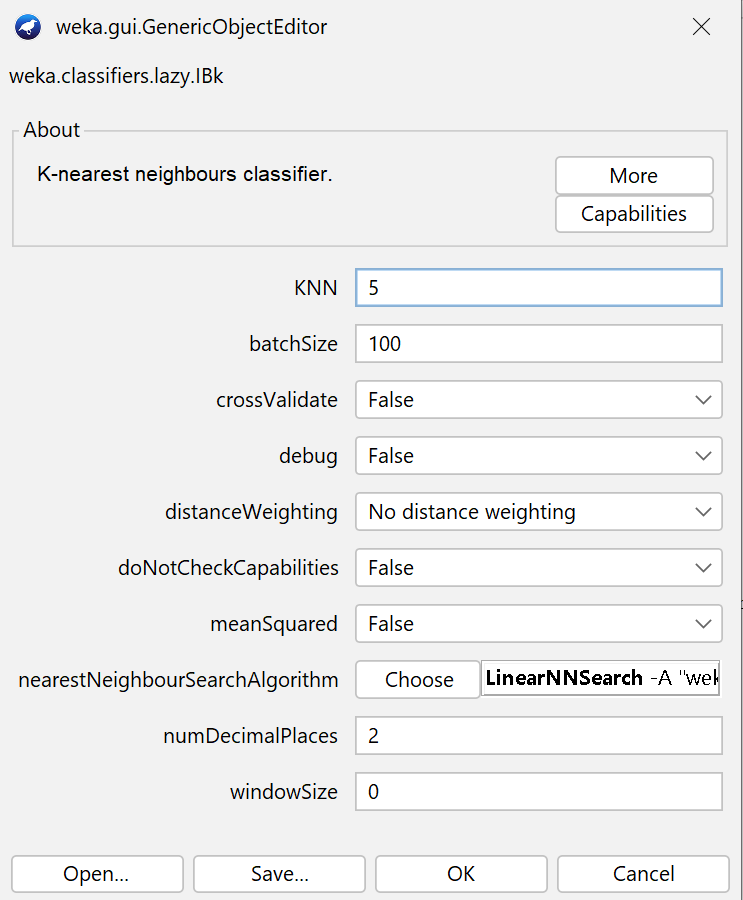 weka.gui.GenericObjectEditor
weka.classifiers.lazy.IBk
About
K-nearest neighbours classifier.
More
Capabilities
KNN 5
batchSize 100
crossValidate False
debug False
distanceWeighting No distance weighting
doNotCheckCapabilities False
meanSquared False
nearestNeighbourSearchAlgorithm Choose LinearNNSearch -A "wek
numDecimalPlaces 2
windowSize 0
Open... Save... OK Cancel